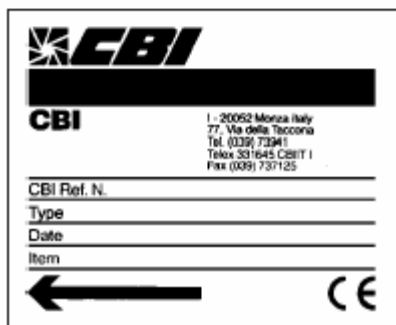 CBI
CBI
I - 20052 Monza Italy
77, Via della Taccona
Tel. (039) 73941
Telex 331645 CBIIT I
Fax (039) 737125
CBI Ref. N.
Type
Date
Item
CE